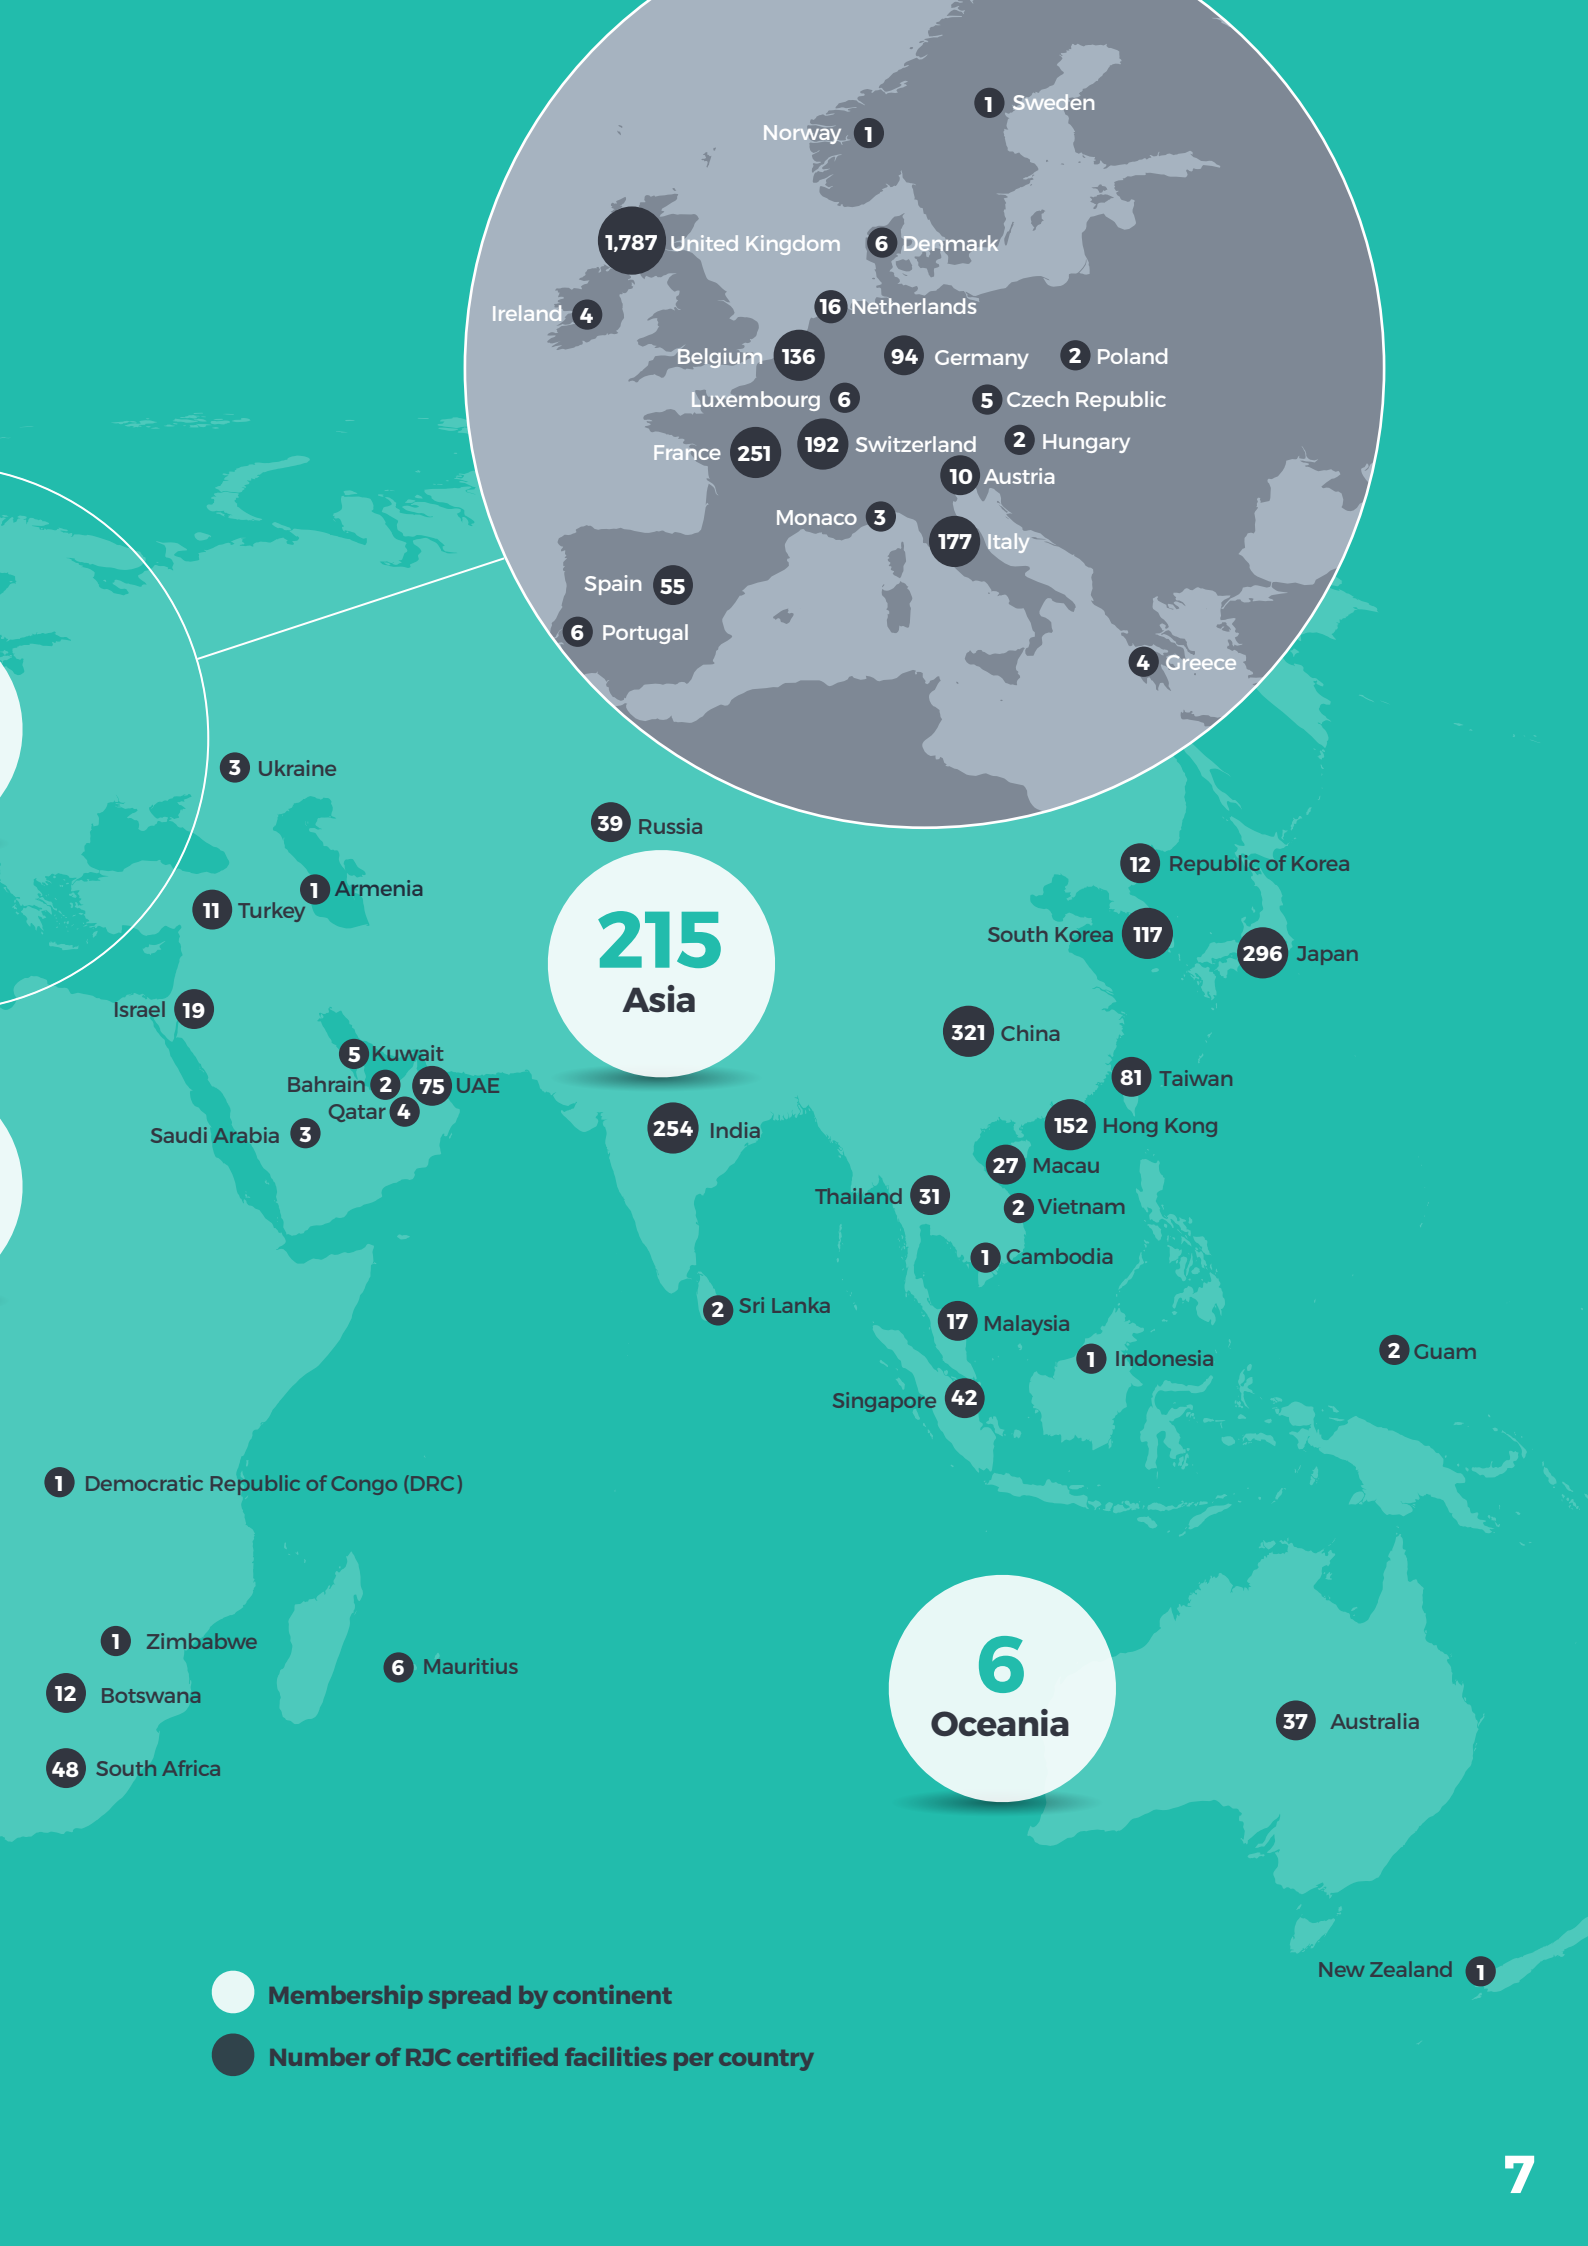 1 Sweden
Norway 1
1,787 United Kingdom
6 Denmark
Ireland 4
16 Netherlands
Belgium 136
94 Germany
2 Poland
Luxembourg 6
5 Czech Republic
France 251
192 Switzerland
2 Hungary
10 Austria
Monaco 3
177 Italy
Spain 55
6 Portugal
4 Greece
3 Ukraine
39 Russia
12 Republic of Korea
1 Armenia
11 Turkey
215
Asia
South Korea 117
296 Japan
Israel 19
321 China
5 Kuwait
Bahrain 2
75 UAE
81 Taiwan
Qatar 4
Saudi Arabia 3
254 India
152 Hong Kong
27 Macau
Thailand 31
2 Vietnam
1 Cambodia
2 Sri Lanka
17 Malaysia
1 Indonesia
2 Guam
Singapore 42
1 Democratic Republic of Congo (DRC)
1 Zimbabwe
6 Mauritius
12 Botswana
6
Oceania
37 Australia
48 South Africa
New Zealand 1
Membership spread by continent
Number of RJC certified facilities per country
7